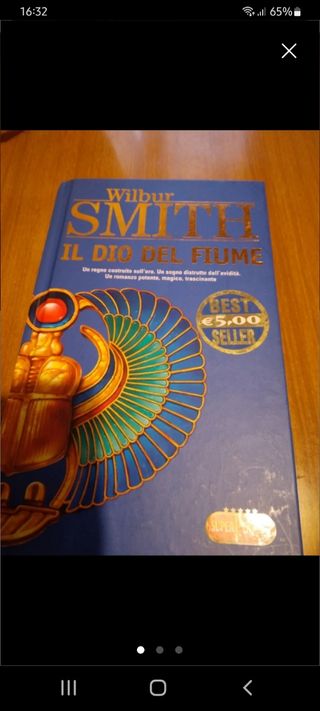 16:32
65%
Wilbur
SMITH
IL DIO DEL FIUME
Un regno costruito sull'oro. Un sogno distrutto dall'avidità.
Un romanzo potente, magico, trascinante
BEST
€5,00
SELLER
SUPER